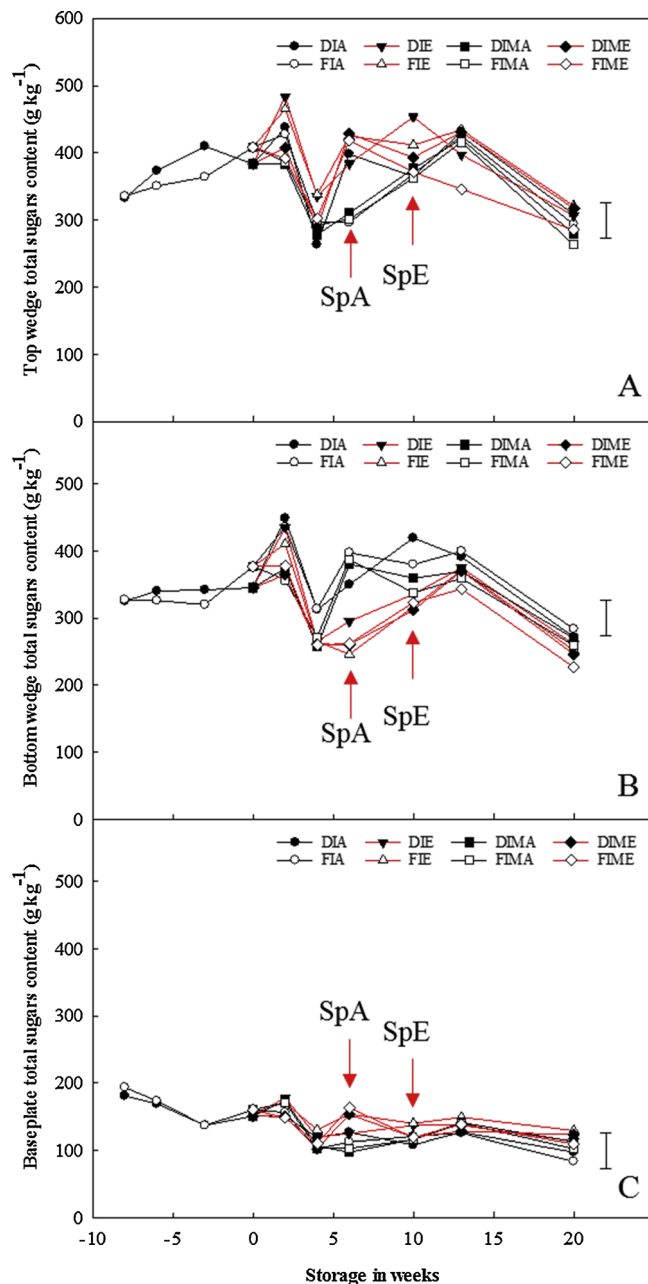 600
DIA DIE DIMA DIME
FIA FIE FIMA FIME
500
400
300
200
100
0
Top wedge total sugars content (g kg-1)
SpA
SpE
A
DIA DIE DIMA DIME
FIA FIE FIMA FIME
500
400
300
200
100
0
Bottom wedge total sugars content (g kg-1)
SpA
SpE
B
DIA DIE DIMA DIME
FIA FIE FIMA FIME
500
400
300
200
100
0
Baseplate total sugars content (g kg-1)
SpA
SpE
C
-10 -5 0 5 10 15 20
Storage in weeks